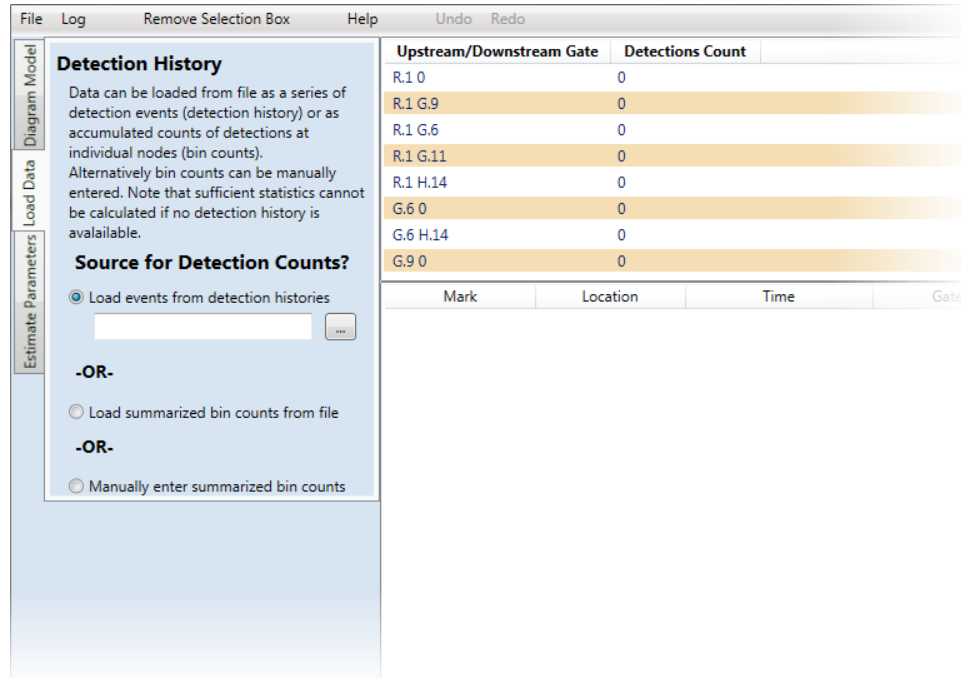 File Log Remove Selection Box Help Undo Redo
Diagram Model
Load Data
Estimate Parameters
Detection History
Data can be loaded from file as a series of
detection events (detection history) or as
accumulated counts of detections at
individual nodes (bin counts).
Alternatively bin counts can be manually
entered. Note that sufficient statistics cannot
be calculated if no detection history is
avalailable.
Source for Detection Counts?
Load events from detection histories
...
-OR-
Load summarized bin counts from file
-OR-
Manually enter summarized bin counts
Upstream/Downstream Gate Detections Count
R.1 0 0
R.1 G.9 0
R.1 G.6 0
R.1 G.11 0
R.1 H.14 0
G.6 0 0
G.6 H.14 0
G.9 0 0
Mark Location Time Gate